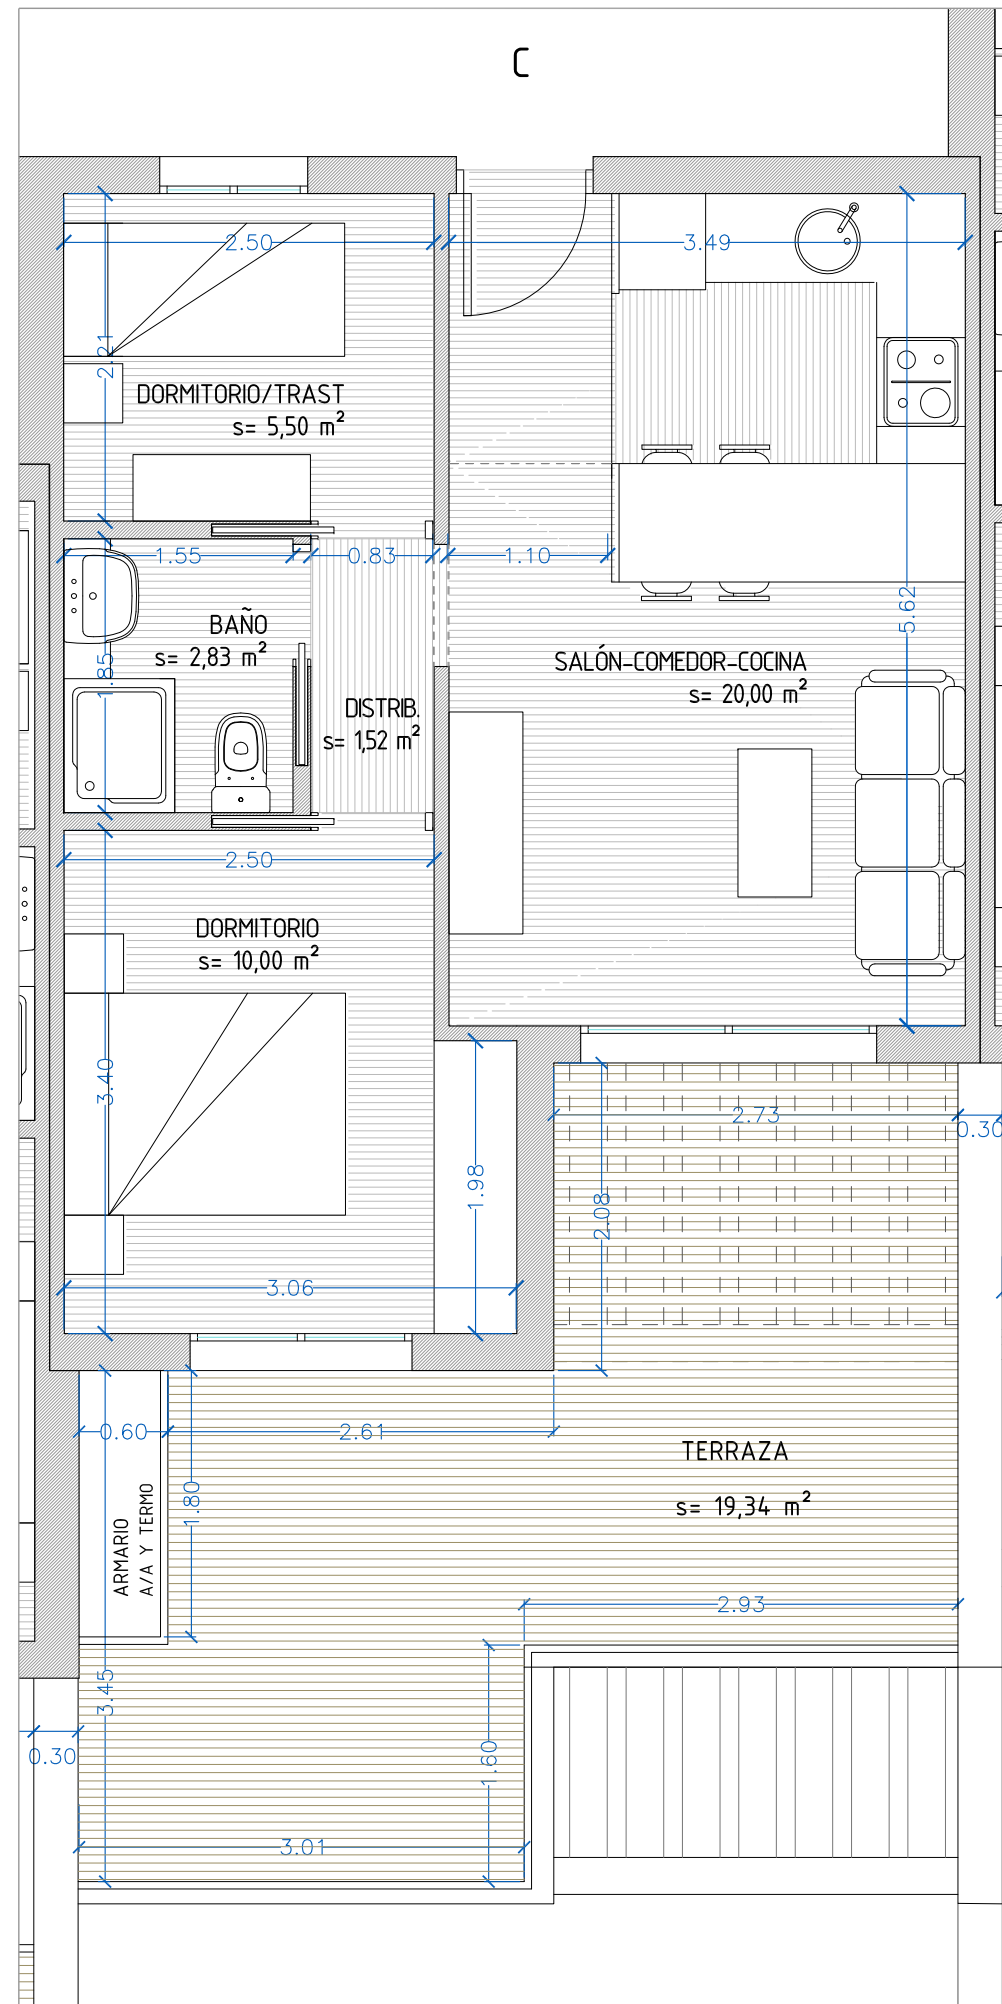 C
2.50
3.49
2.21
DORMITORIO/TRAST
s= 5,50 m²
1.55
0.83
1.10
5.62
BAÑO
s= 2,83 m²
1.85
SALÓN-COMEDOR-COCINA
s= 20,00 m²
DISTRIB.
s= 1,52 m²
2.50
DORMITORIO
s= 10,00 m²
3.40
2.73
0.30
1.98
2.08
3.06
0.60
2.61
TERRAZA
s= 19,34 m²
1.80
ARMARIO
A/A Y TERMO
2.93
3.45
0.30
1.60
3.01